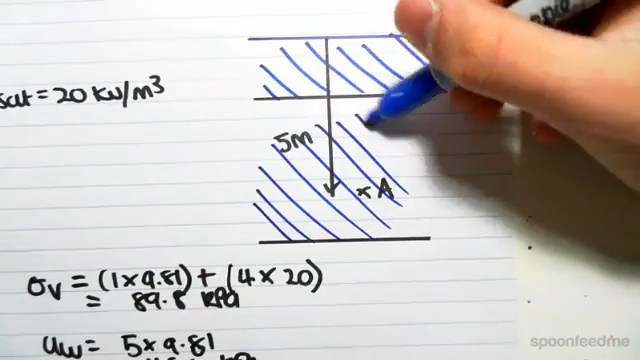 sat = 20 kN/m³
5m
x A
σv = (1 x 9.81) + (4 x 20)
= 89.8 kPa
uw = 5 x 9.81
spoonfeedme